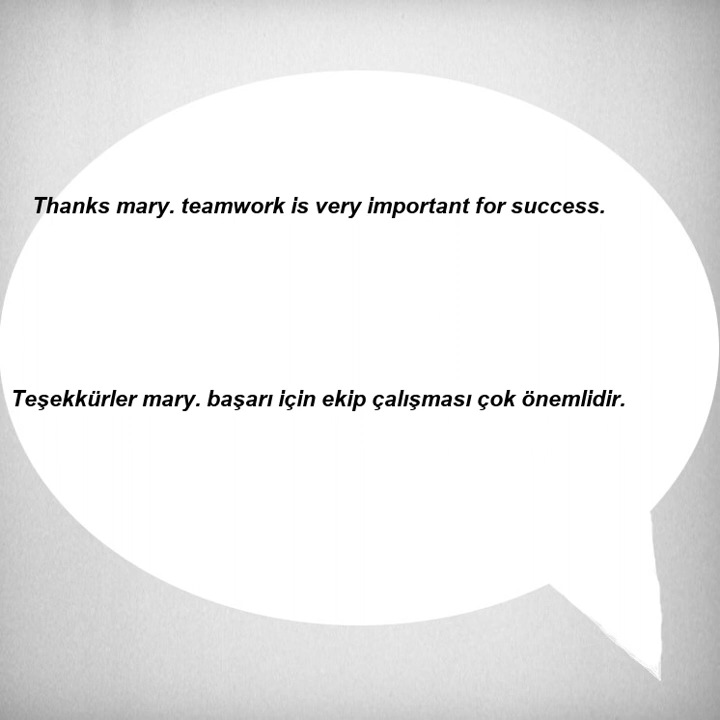 Thanks mary. teamwork is very important for success.
Teşekkürler mary. başarı için ekip çalışması çok önemlidir.